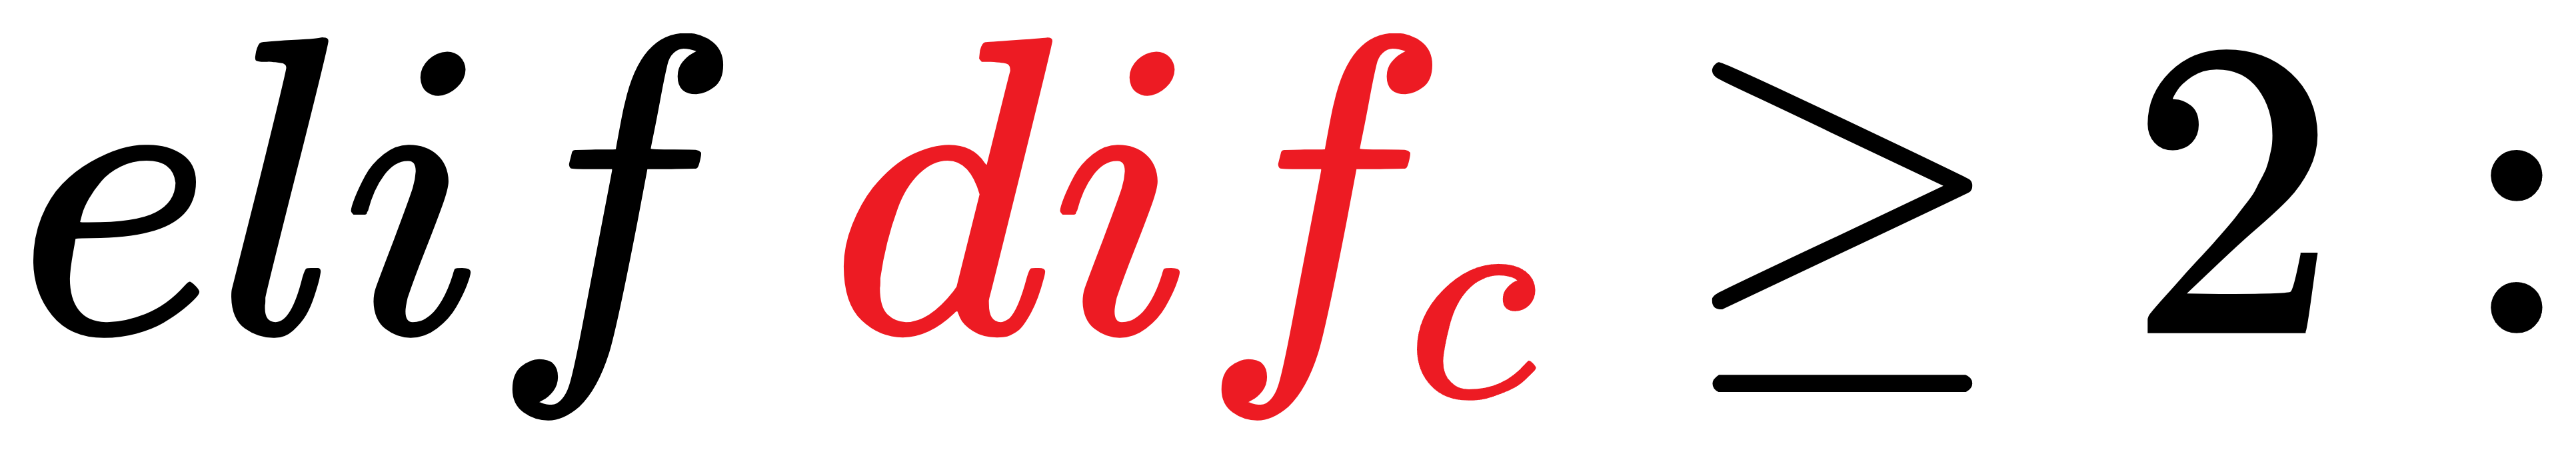 elif dif_c ≥ 2 :